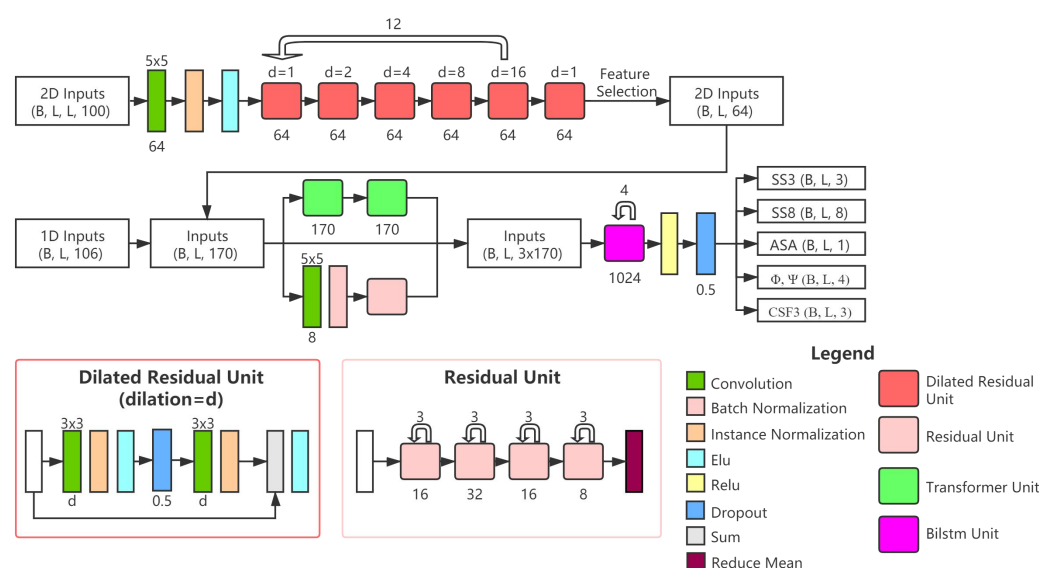 12
5x5
d=1
d=2
d=4
d=8
d=16
d=1
Feature
Selection
2D Inputs
(B, L, L, 100)
2D Inputs
(B, L, 64)
64
64
64
64
64
64
64
4
SS3 (B, L, 3)
SS8 (B, L, 8)
ASA (B, L, 1)
Φ, Ψ (B, L, 4)
CSF3 (B, L, 3)
1D Inputs
(B, L, 106)
Inputs
(B, L, 170)
170
170
Inputs
(B, L, 3x170)
5x5
8
1024
0.5
Dilated Residual Unit
(dilation=d)
3x3
3x3
d
0.5
d
Residual Unit
3
3
3
3
16
32
16
8
Legend
Convolution
Batch Normalization
Instance Normalization
Elu
Relu
Dropout
Sum
Reduce Mean
Dilated Residual
Unit
Residual Unit
Transformer Unit
Bilstm Unit